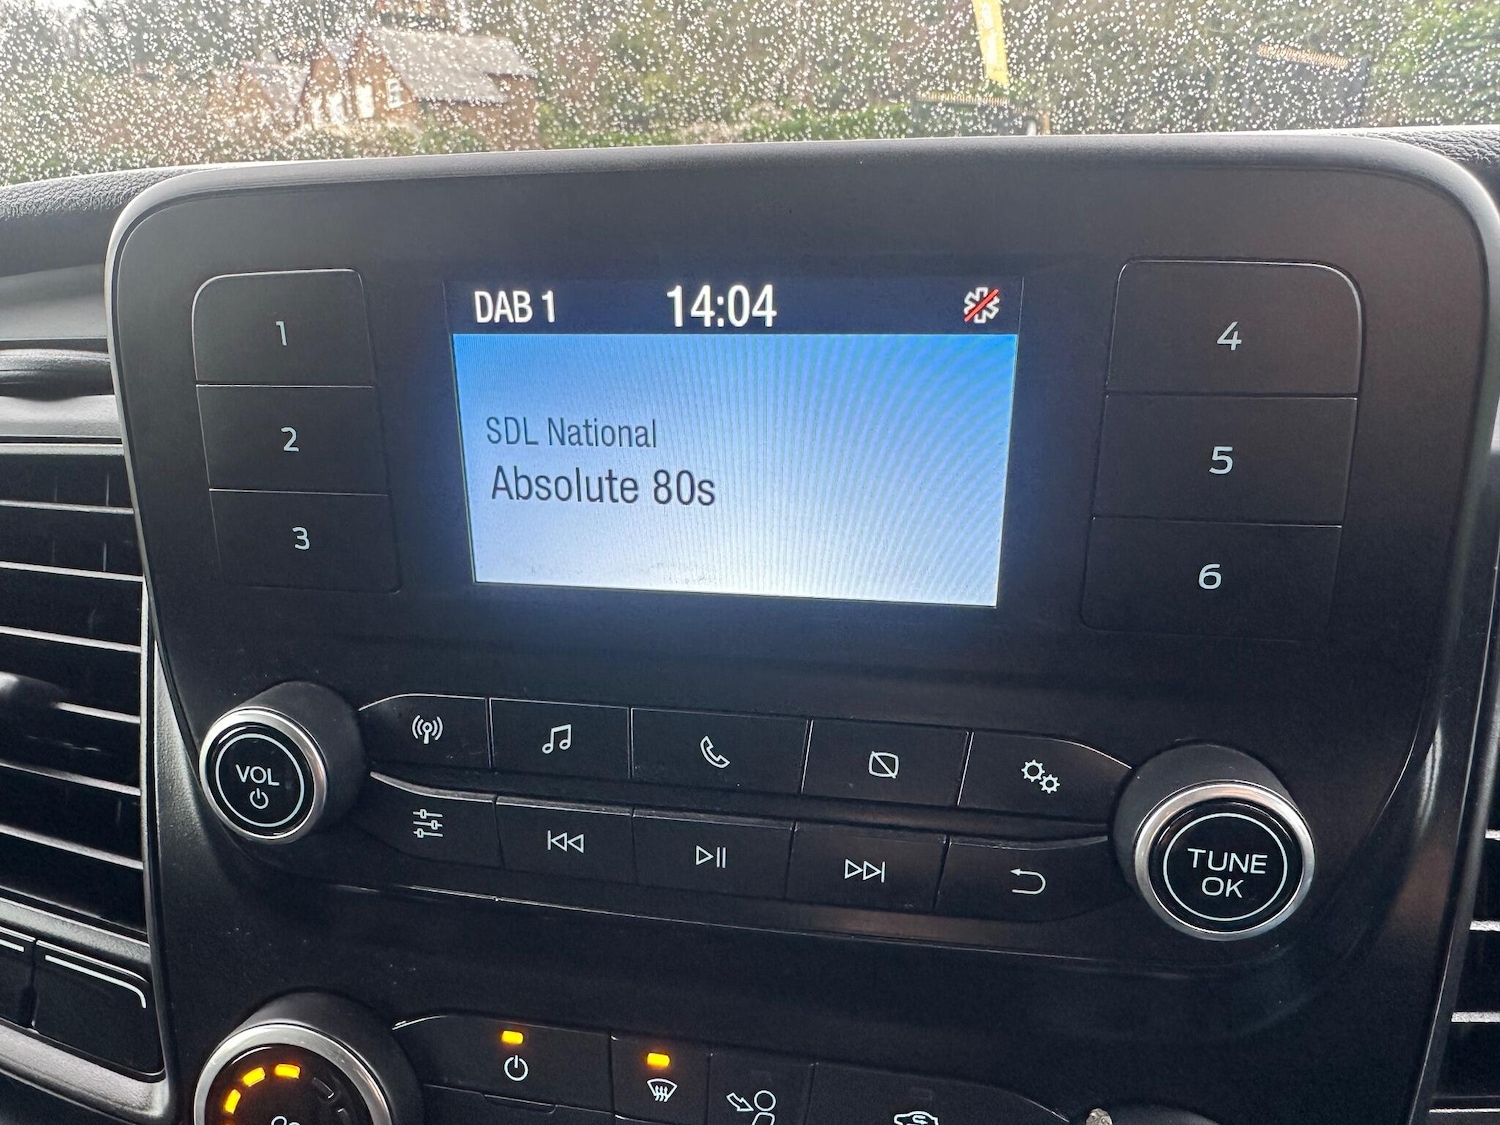 DAB 1 14:04
SDL National
Absolute 80s
1
2
3
4
5
6
VOL
TUNE
OK